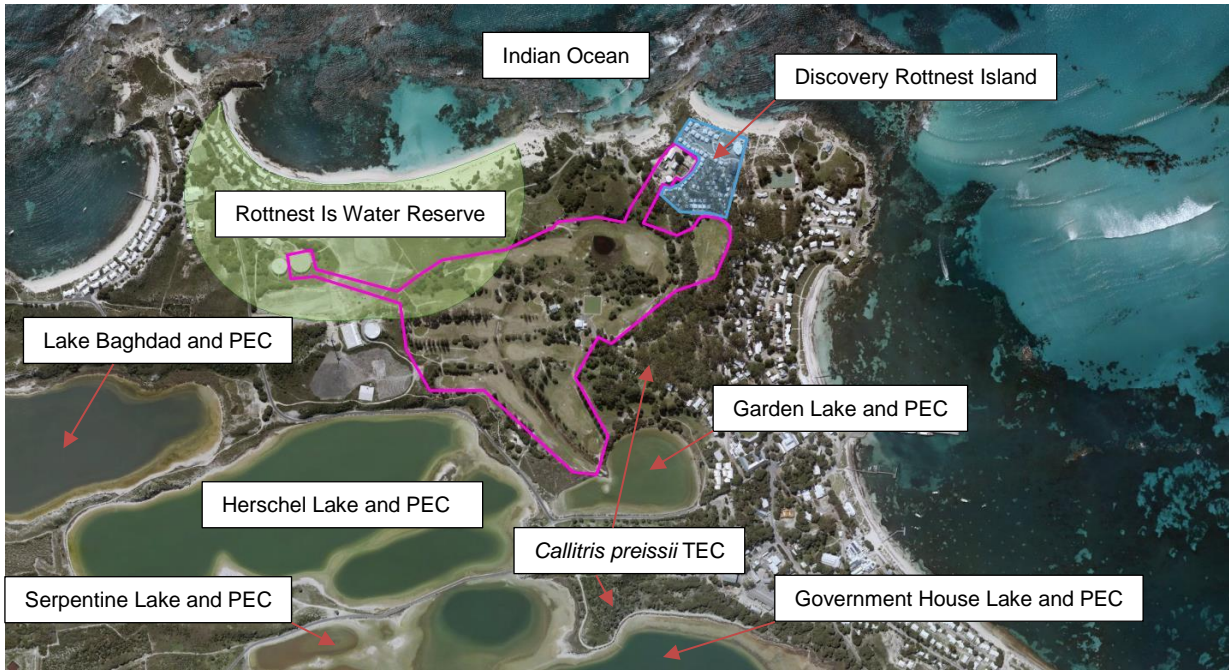 Indian Ocean
Discovery Rottnest Island
Rottnest Is Water Reserve
Lake Baghdad and PEC
Garden Lake and PEC
Herschel Lake and PEC
Callitris preissii TEC
Serpentine Lake and PEC
Government House Lake and PEC